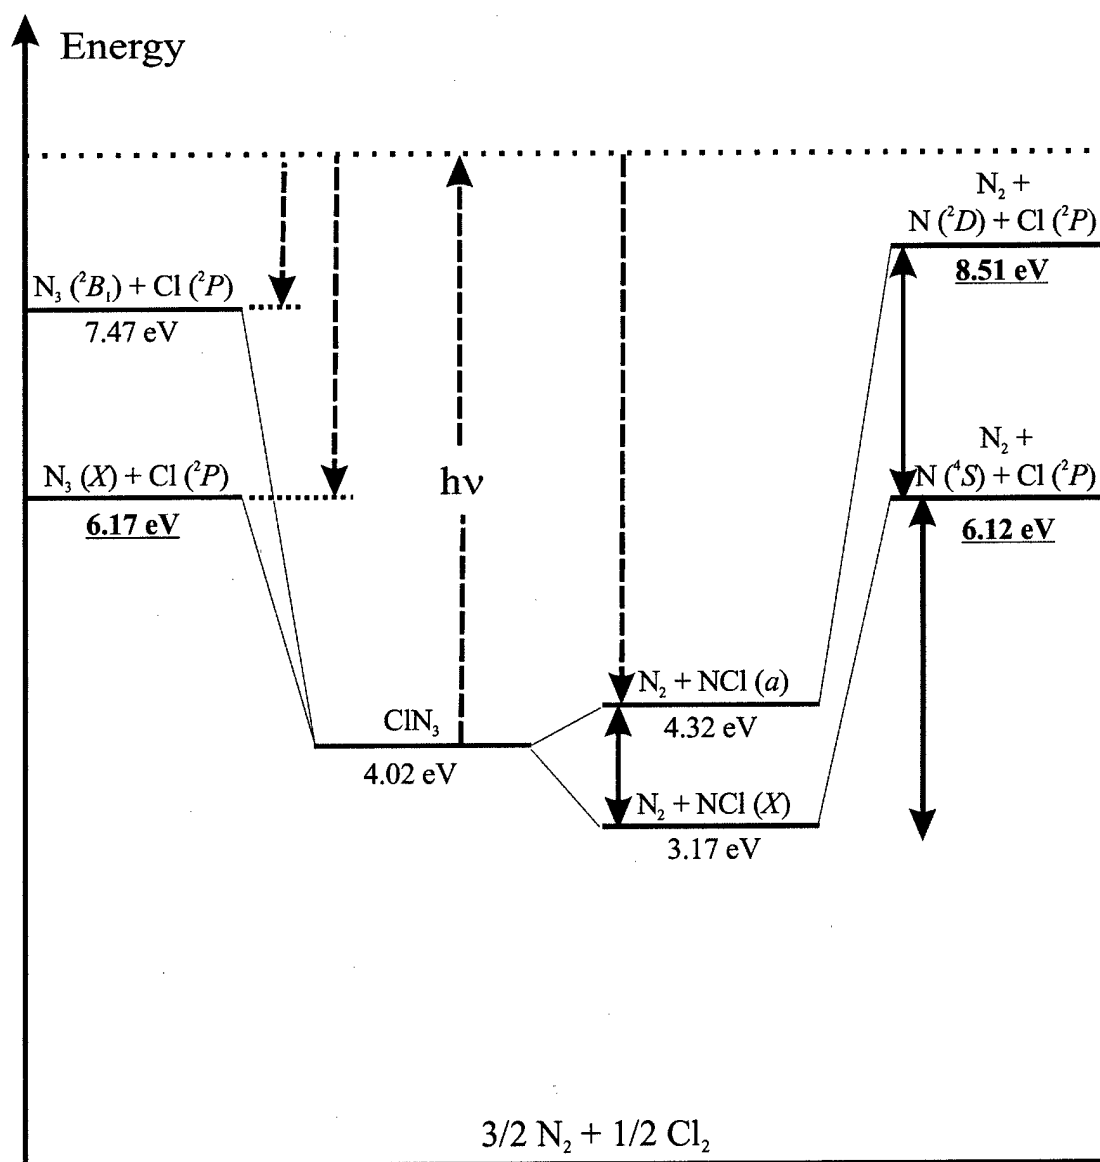 Energy
N₂ +
N (²D) + Cl (²P)
8.51 eV
N₃ (²B₁) + Cl (²P)
7.47 eV
N₂ +
N (⁴S) + Cl (²P)
6.12 eV
N₃ (X) + Cl (²P)
6.17 eV
hν
N₂ + NCl (a)
4.32 eV
ClN₃
4.02 eV
N₂ + NCl (X)
3.17 eV
3/2 N₂ + 1/2 Cl₂